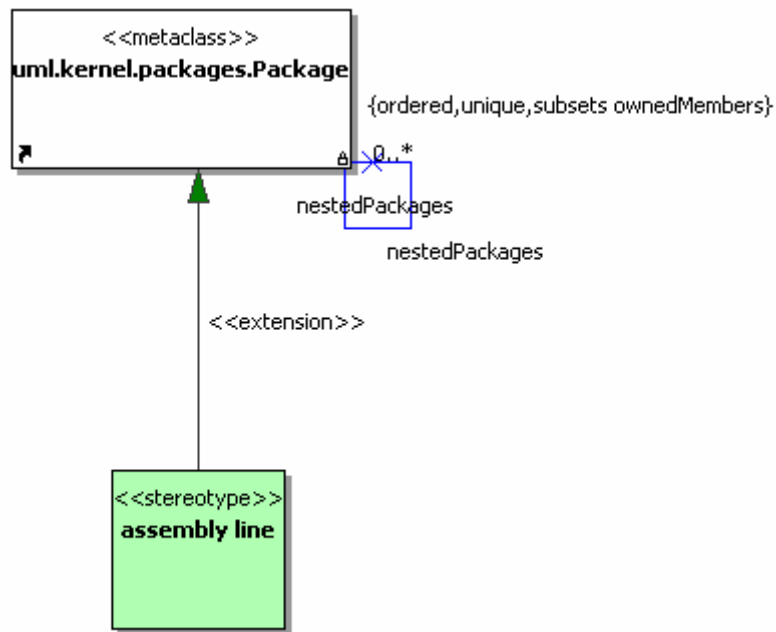 <<metaclass>>
uml.kernel.packages.Package
{ordered,unique,subsets ownedMembers}
0..*
nestedPackages
nestedPackages
<<extension>>
<<stereotype>>
assembly line